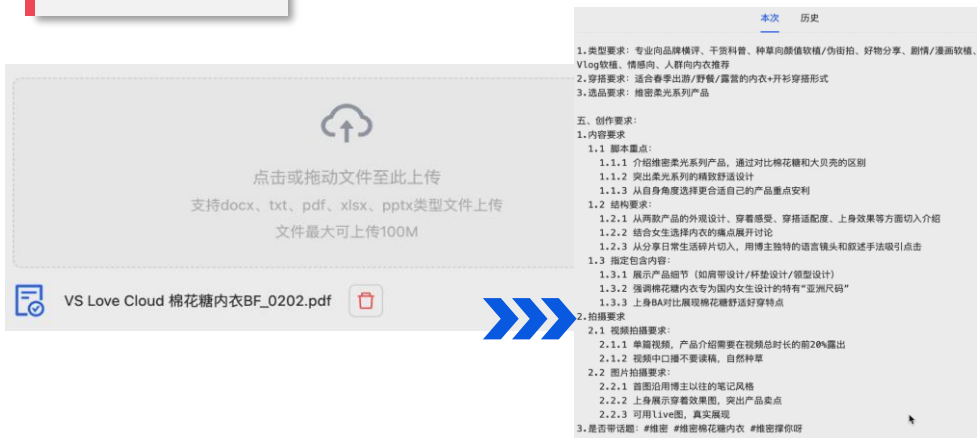 点击或拖动文件至此上传
支持docx、txt、pdf、xlsx、pptx类型文件上传
文件最大可上传100M
VS Love Cloud 棉花糖内衣BF_0202.pdf
本次 历史
1.类型要求：专业向品牌横评、干货科普、种草向颜值软植/伪街拍、好物分享、剧情/漫画软植、
Vlog软植、情感向、人群向内衣推荐
2.穿搭要求：适合春季出游/野餐/露营的内衣+开衫穿搭形式
3.选品要求：维密柔光系列产品
五、创作要求：
1.内容要求
1.1 脚本重点：
1.1.1 介绍维密柔光系列产品，通过对比棉花糖和大贝壳的区别
1.1.2 突出柔光系列的精致舒适设计
1.1.3 从自身角度选择更合适自己的产品重点安利
1.2 结构要求：
1.2.1 从两款产品的外观设计、穿着感受、穿搭适配度、上身效果等方面切入介绍
1.2.2 结合女生选择内衣的痛点展开讨论
1.2.3 从分享日常生活碎片切入，用博主独特的语言镜头和叙述手法吸引点击
1.3 指定包含内容：
1.3.1 展示产品细节（如肩带设计/杯垫设计/领型设计）
1.3.2 强调棉花糖内衣专为国内女生设计的特有“亚洲尺码”
1.3.3 上身BA对比展现棉花糖舒适好穿特点
2.拍摄要求
2.1 视频拍摄要求：
2.1.1 单篇视频，产品介绍需要在视频总时长的前20%露出
2.1.2 视频中口播不要读稿，自然种草
2.2 图片拍摄要求：
2.2.1 首图沿用博主以往的笔记风格
2.2.2 上身展示穿着效果图，突出产品卖点
2.2.3 可用live图，真实展现
3.是否带话题：#维密 #维密棉花糖内衣 #维密撑你呀